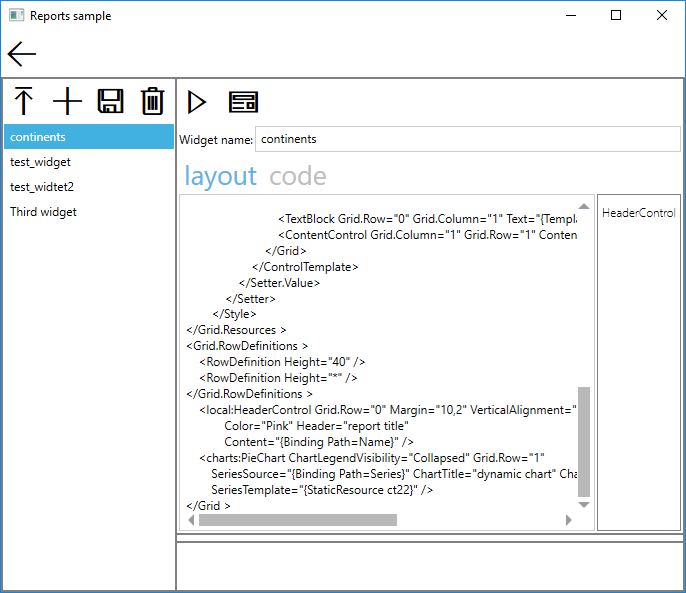 Reports sample
continents
test_widget
test_widtet2
Third widget
Widget name: continents
layout code
<TextBlock Grid.Row="0" Grid.Column="1" Text="{Templa
<ContentControl Grid.Column="1" Grid.Row="1" Conten
</Grid>
</ControlTemplate>
</Setter.Value>
</Setter>
</Style>
</Grid.Resources >
<Grid.RowDefinitions >
<RowDefinition Height="40" />
<RowDefinition Height="*" />
</Grid.RowDefinitions >
<local:HeaderControl Grid.Row="0" Margin="10,2" VerticalAlignment="
Color="Pink" Header="report title"
Content="{Binding Path=Name}" />
<charts:PieChart ChartLegendVisibility="Collapsed" Grid.Row="1"
SeriesSource="{Binding Path=Series}" ChartTitle="dynamic chart" Cha
SeriesTemplate="{StaticResource ct22}" />
</Grid >
HeaderControl